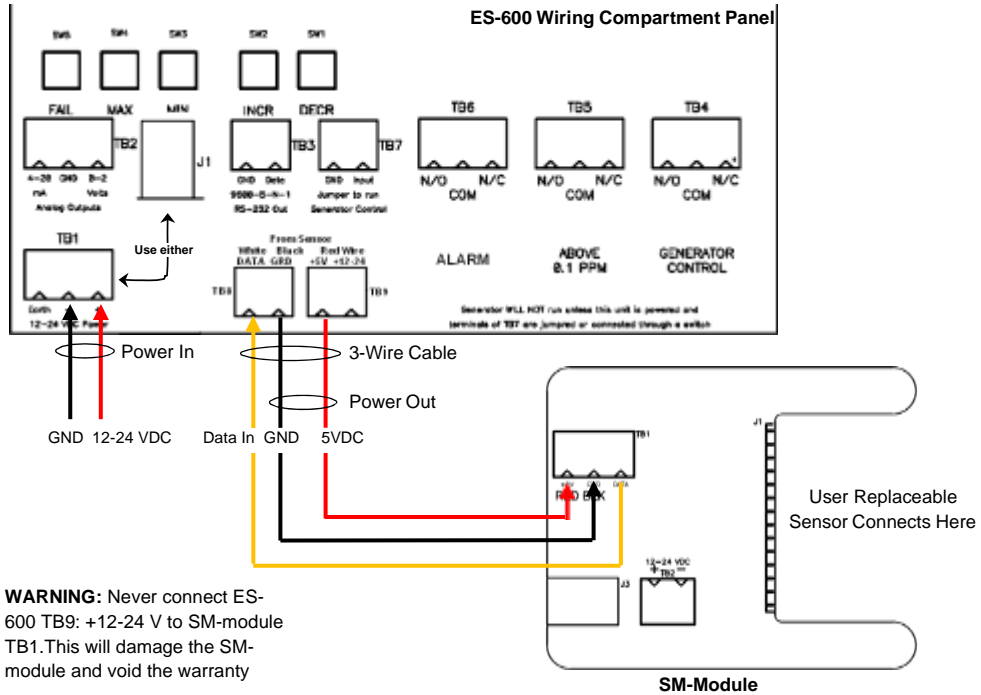 ES-600 Wiring Compartment Panel
SW5 SW4 SW3 SW2 SW1
FAIL MAX MIN INCR DECR
TB6 TB5 TB4
TB2 J1 TB3 TB7
4-20 GND 0-2
mA Volts
Analog Outputs
GND Data
9600-8-N-1
RS-232 Out
GND Input
Jumper to run
Generator Control
N/O N/C
COM
N/O N/C
COM
N/O N/C
COM
TB1
Use either
From Sensor
White Black Red Wire
DATA GRD +5V +12-24
TB8 TB9
ALARM
ABOVE
0.1 PPM
GENERATOR
CONTROL
Earth - +
12-24 VDC Power
Generator WILL NOT run unless this unit is powered and
terminals of TB7 are jumpered or connected through a switch
Power In
3-Wire Cable
Power Out
GND 12-24 VDC
Data In GND 5VDC
TB1
DATA
J1
User Replaceable
Sensor Connects Here
12-24 VDC
+ TB2 -
J3
WARNING: Never connect ES-
600 TB9: +12-24 V to SM-module
TB1.This will damage the SM-
module and void the warranty
SM-Module